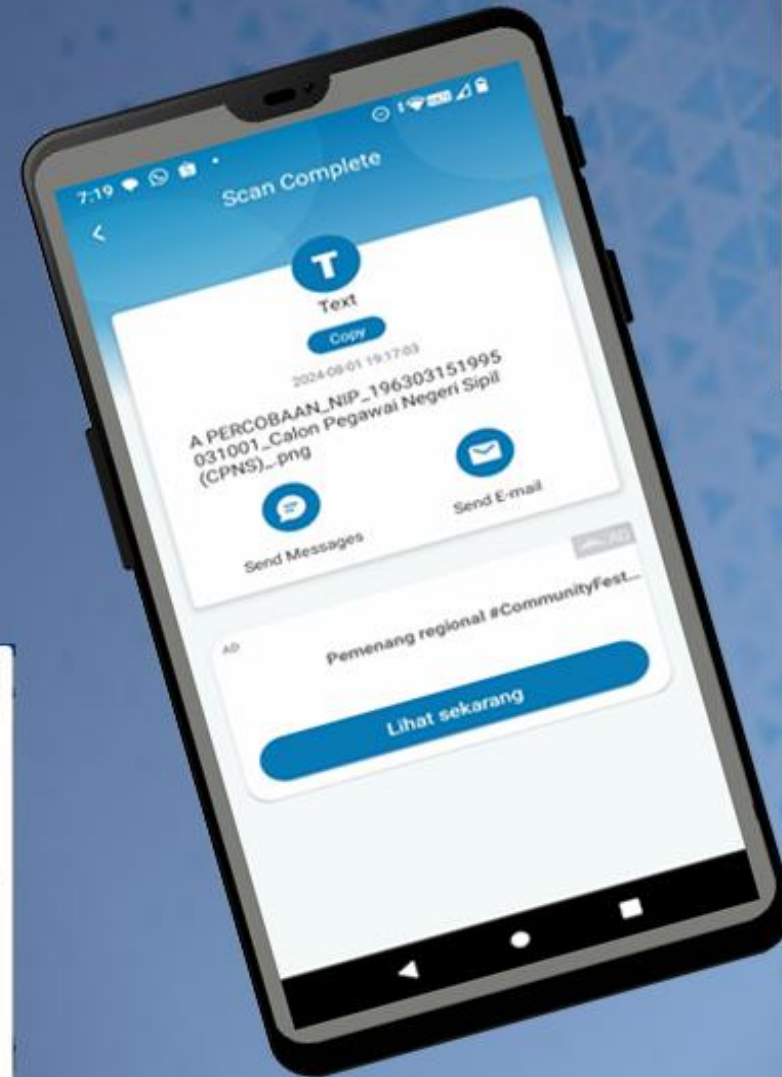 7:19
Scan Complete
T
Text
Copy
2024-08-01 19:17:03
A PERCOBAAN_NIP_196303151995
031001_Calon Pegawai Negeri Sipil
(CPNS)_.png
Send Messages
Send E-mail
AD
AD
Pemenang regional #CommunityFest...
Lihat sekarang